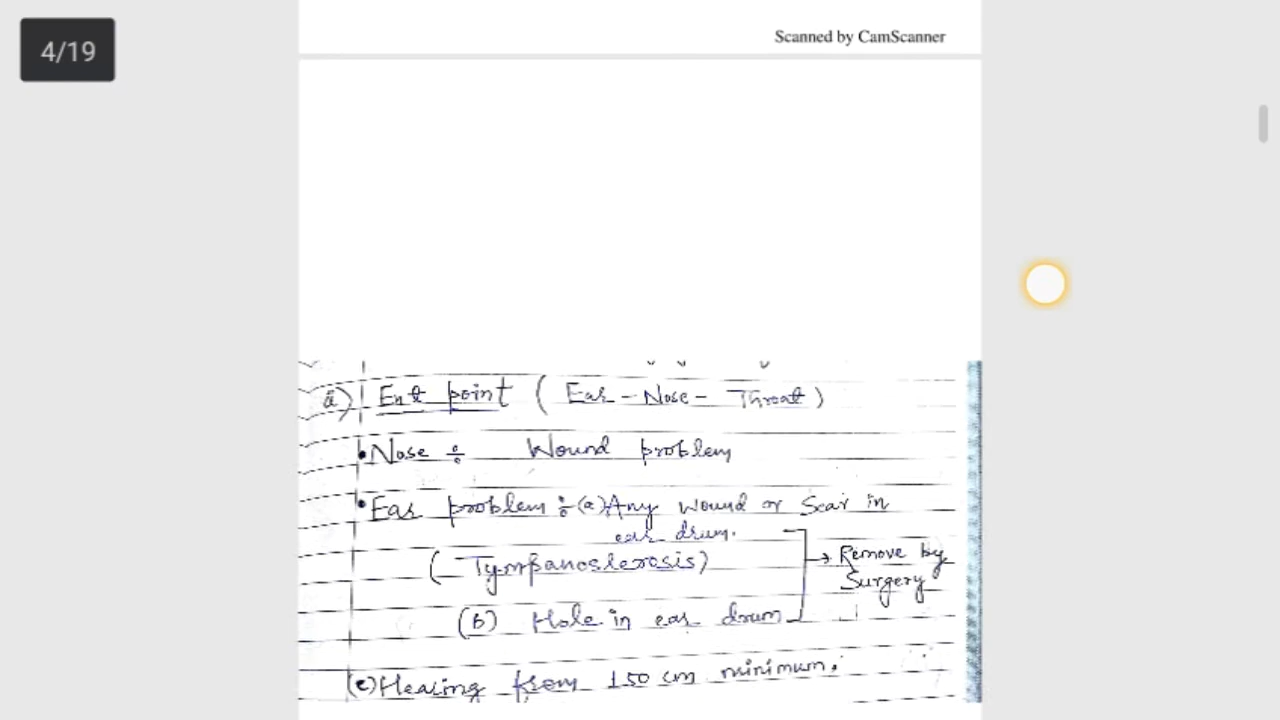 4/19
Scanned by CamScanner
a) Ent point ( Ear - Nose - Throat )
• Nose ÷ Wound problem
• Ear problem ÷ (a) Any wound or Scar in
ear drum.
( Tympanoslerosis)
→ Remove by
Surgery
(b) Hole in ear drum
(c) Hearing from 150 cm minimum.